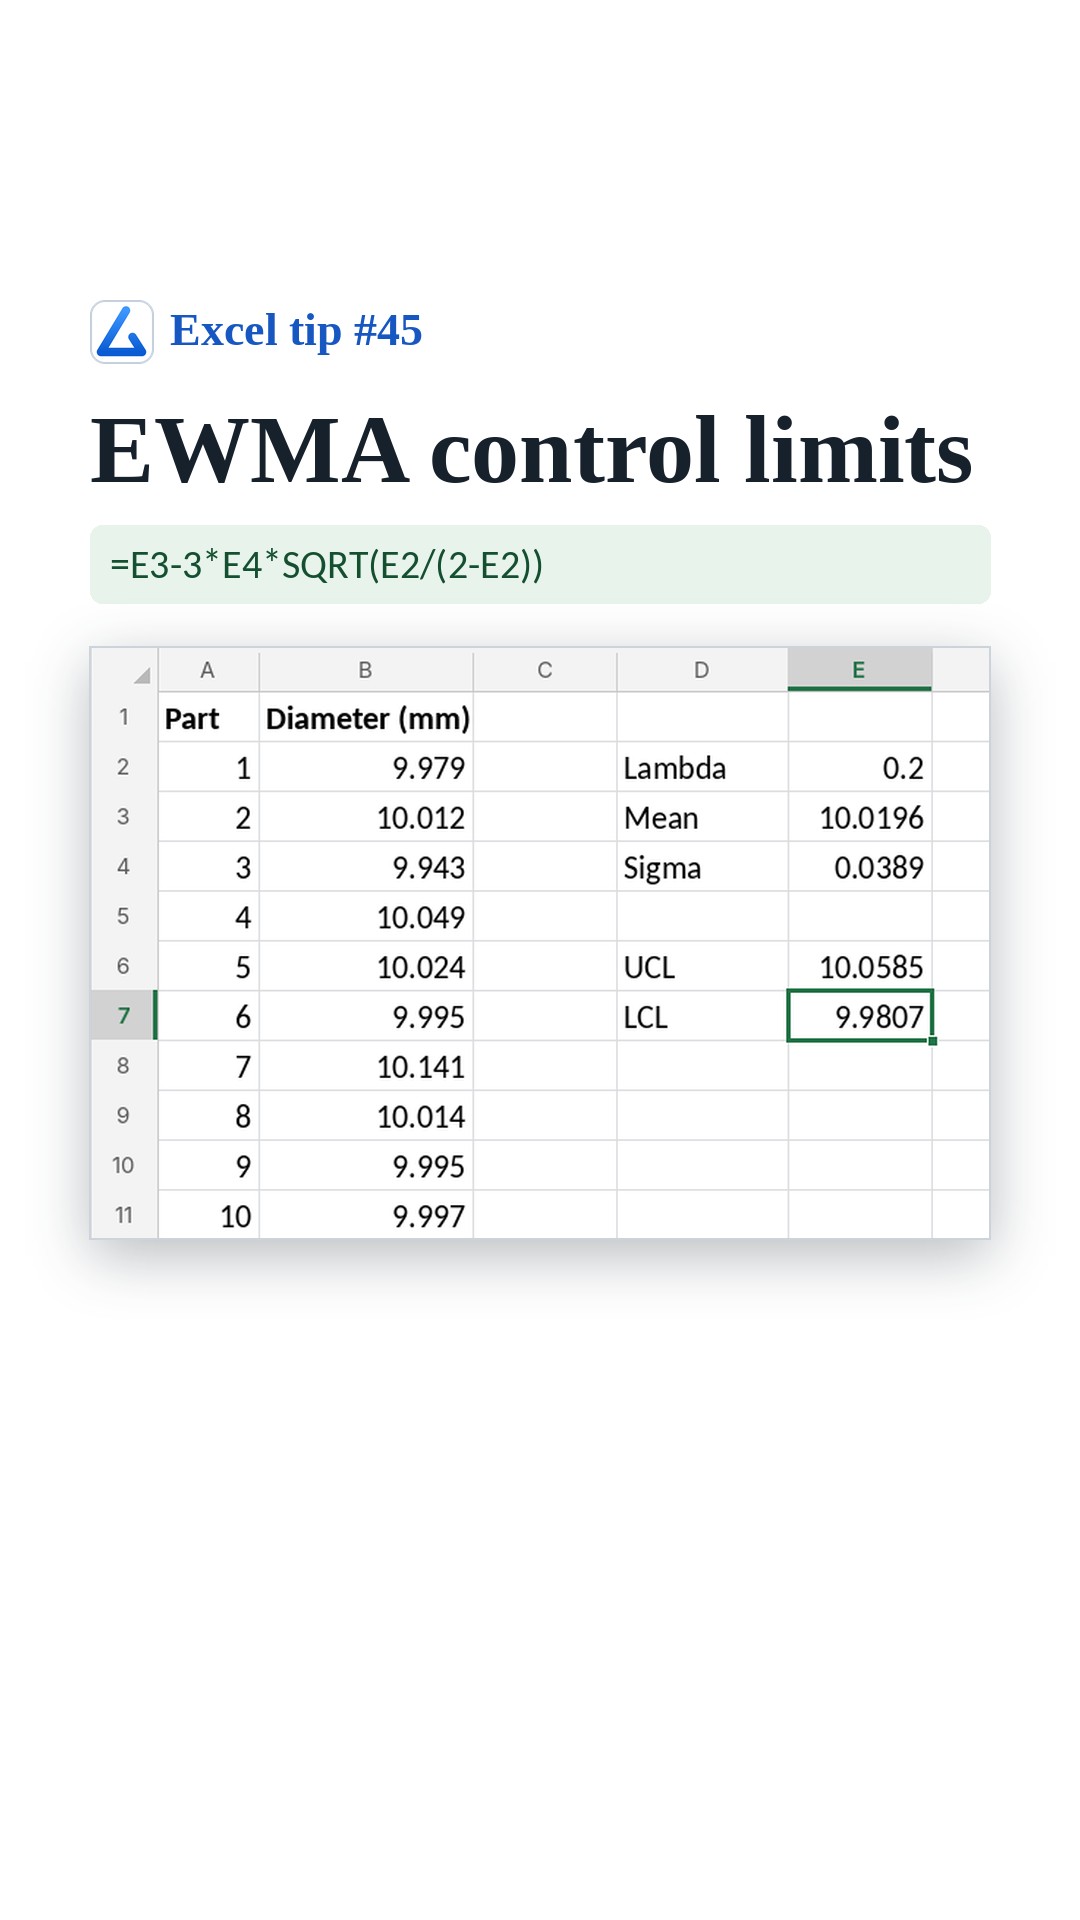 Excel tip #45
EWMA control limits
=E3-3*E4*SQRT(E2/(2-E2))
A B C D E
1 Part Diameter (mm)
2 1 9.979 Lambda 0.2
3 2 10.012 Mean 10.0196
4 3 9.943 Sigma 0.0389
5 4 10.049
6 5 10.024 UCL 10.0585
7 6 9.995 LCL 9.9807
8 7 10.141
9 8 10.014
10 9 9.995
11 10 9.997